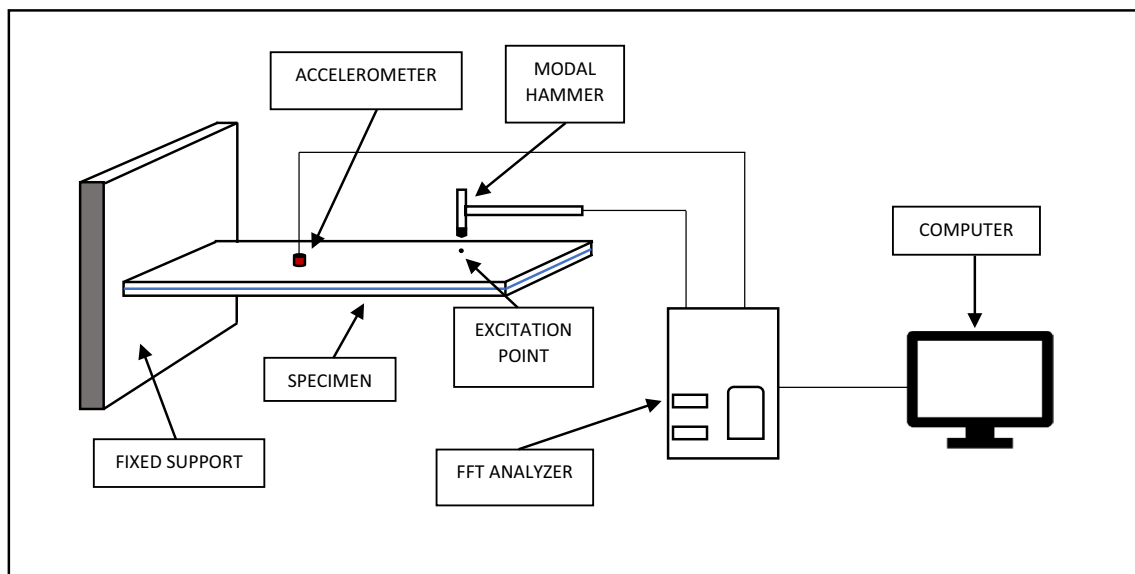 ACCELEROMETER
MODAL
HAMMER
COMPUTER
EXCITATION
POINT
SPECIMEN
FIXED SUPPORT
FFT ANALYZER